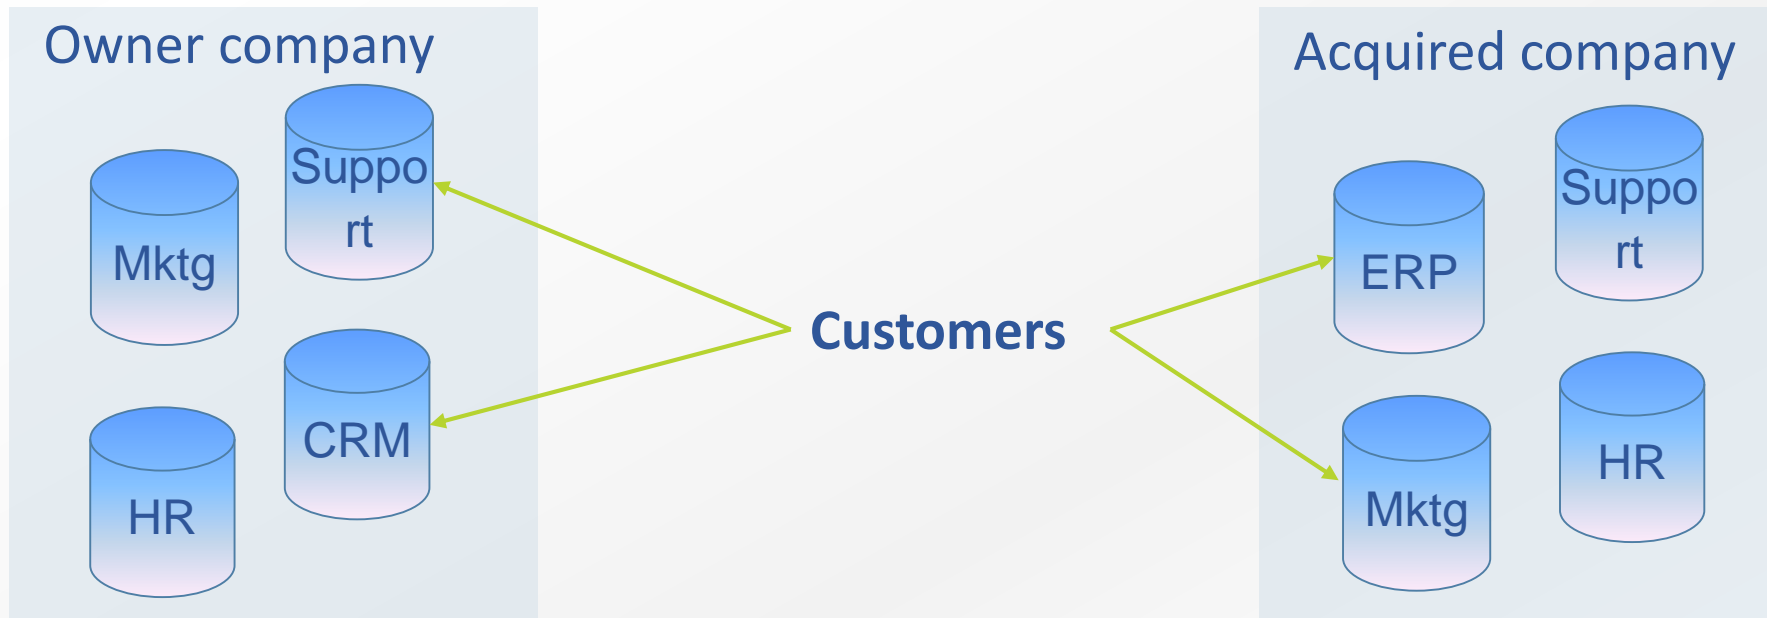 Owner company
Suppo
rt
Mktg
CRM
HR
Customers
Acquired company
Suppo
rt
ERP
HR
Mktg